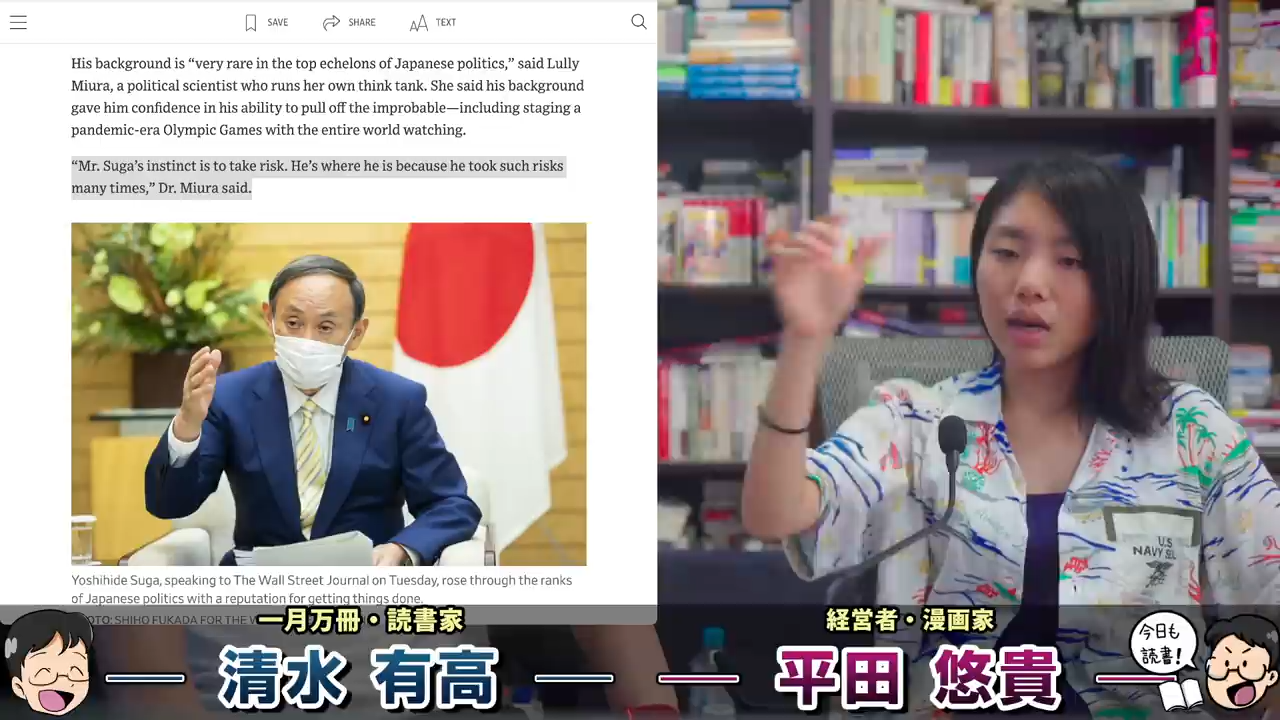 SAVE
SHARE
TEXT
His background is “very rare in the top echelons of Japanese politics,” said Lully
Miura, a political scientist who runs her own think tank. She said his background
gave him confidence in his ability to pull off the improbable—including staging a
pandemic-era Olympic Games with the entire world watching.
“Mr. Suga’s instinct is to take risk. He’s where he is because he took such risks
many times,” Dr. Miura said.
Yoshihide Suga, speaking to The Wall Street Journal on Tuesday, rose through the ranks
of Japanese politics with a reputation for getting things done.
PHOTO: SHIHO FUKADA FOR THE W
U.S
NAVY
一月万冊・読書家
清水 有高
経営者・漫画家
平田 悠貴
今日も
読書!